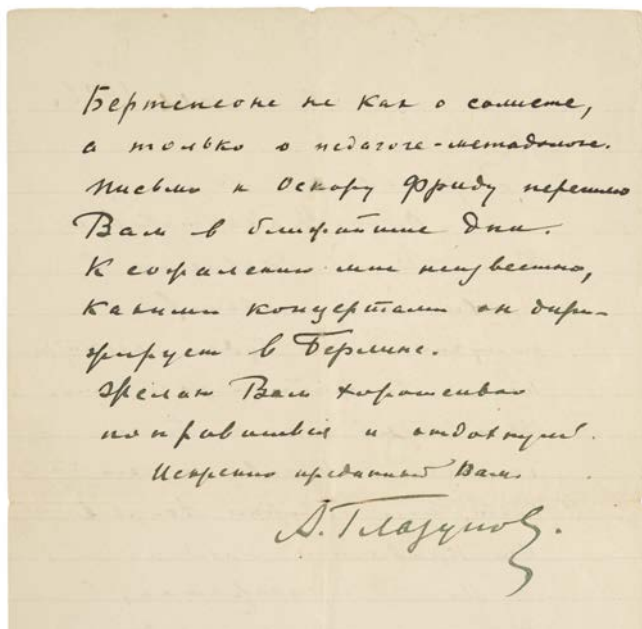 Бертенсоне не как о солисте,
а только о педагоге-методологе.
Письмо к Оскару Фриду перешлю
Вам в ближайшие дни.
К сожалению мне неизвестно,
какими концертами он дири-
жирует в Берлине.
Желаю Вам хорошенько
поправиться и отдохнуть.
Искренно преданный Вам
А. Глазунов.